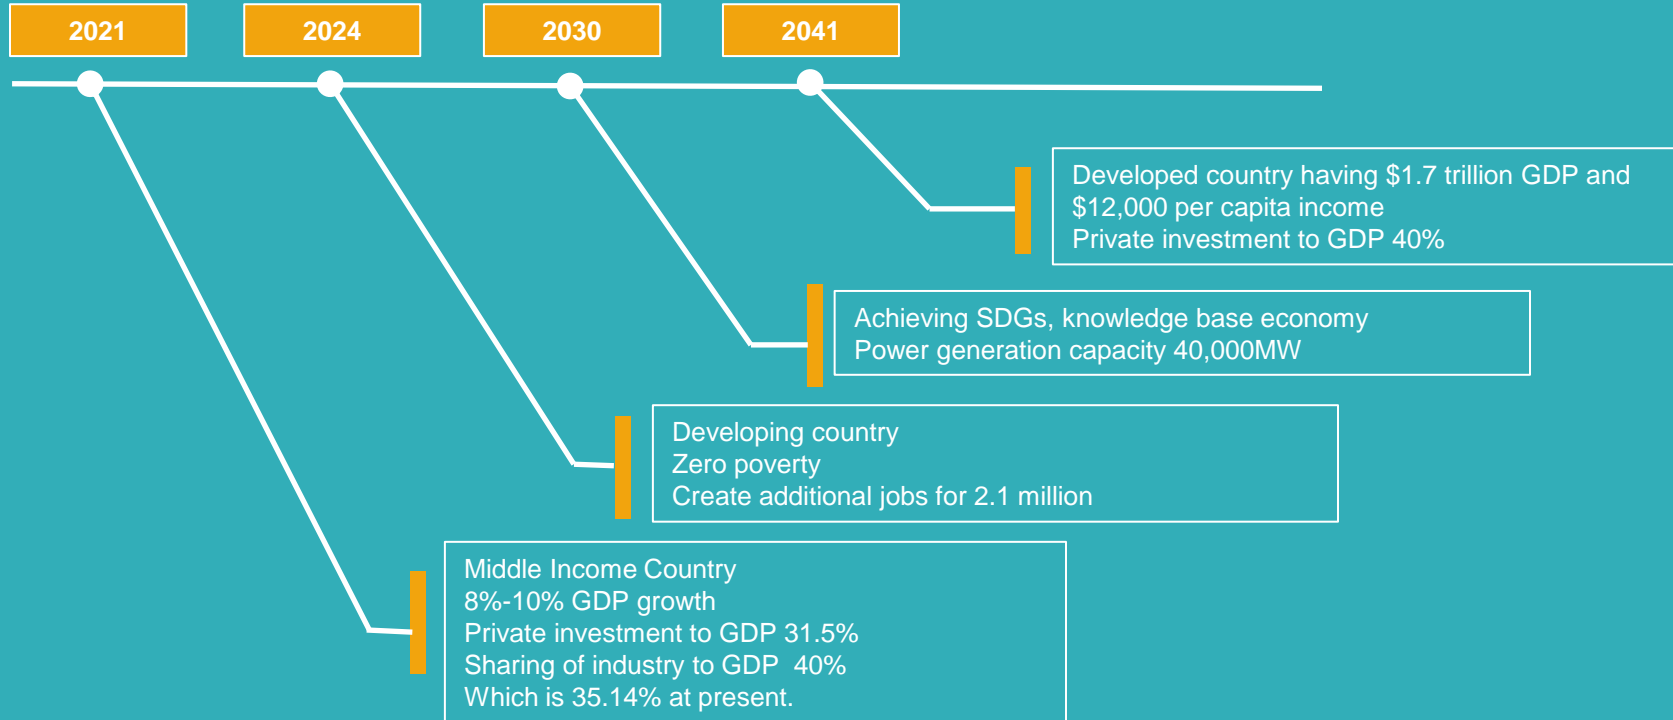 2021
2024
2030
2041
Developed country having $1.7 trillion GDP and
$12,000 per capita income
Private investment to GDP 40%
Achieving SDGs, knowledge base economy
Power generation capacity 40,000MW
Developing country
Zero poverty
Create additional jobs for 2.1 million
Middle Income Country
8%-10% GDP growth
Private investment to GDP 31.5%
Sharing of industry to GDP  40%
Which is 35.14% at present.